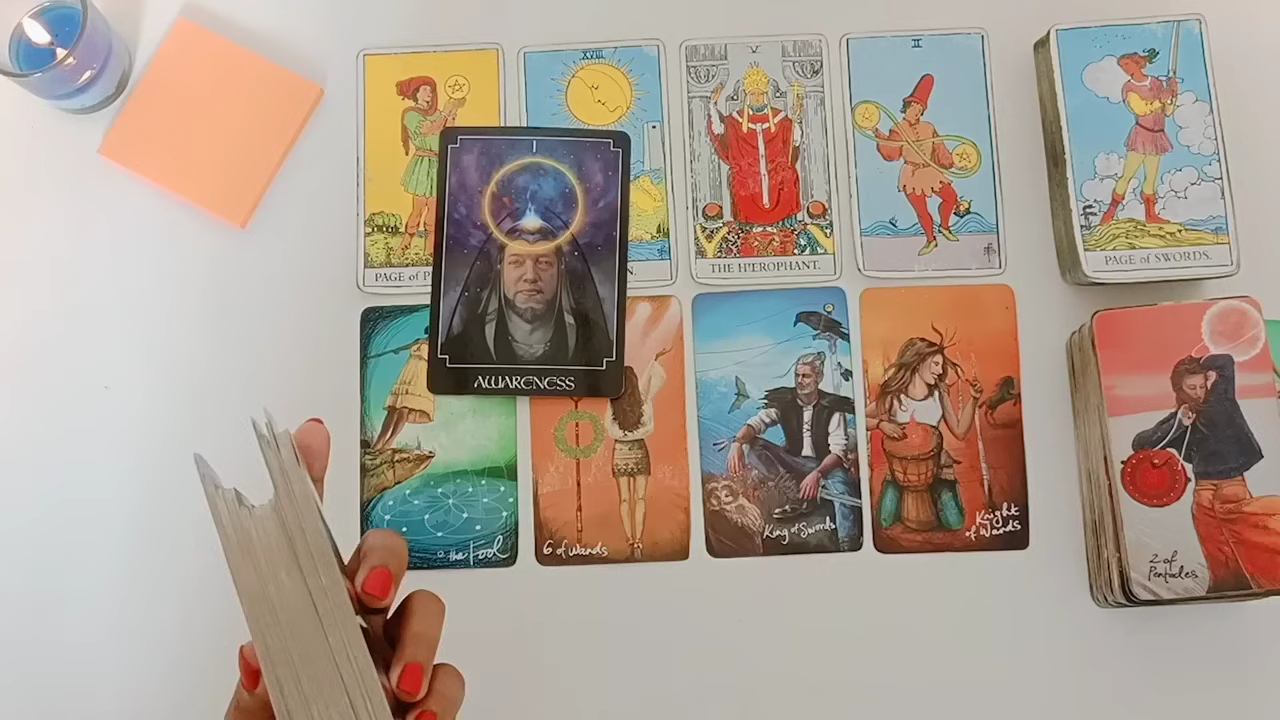 XVIII
V
II
PAGE of P
N.
THE HIEROPHANT.
PAGE of SWORDS.
I
AWARENESS
0 the Fool
6 of Wands
King of Swords
Knight
of Wands
2 of
Pentacles